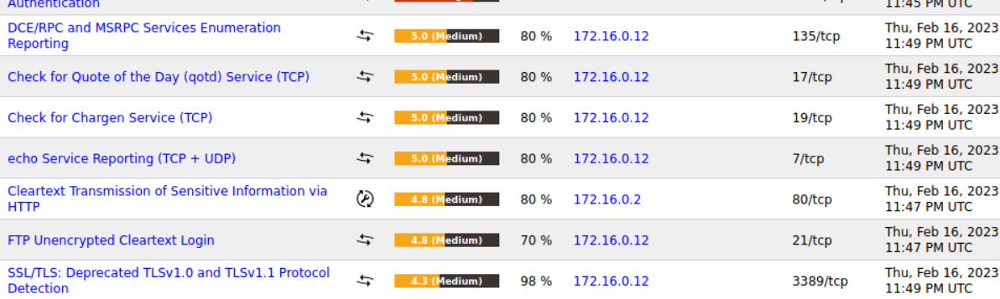 Authentication
11:45 PM UTC
DCE/RPC and MSRPC Services Enumeration
Reporting
5.0 (Medium)
80 %
172.16.0.12
135/tcp
Thu, Feb 16, 2023
11:49 PM UTC
Check for Quote of the Day (qotd) Service (TCP)
5.0 (Medium)
80 %
172.16.0.12
17/tcp
Thu, Feb 16, 2023
11:49 PM UTC
Check for Chargen Service (TCP)
5.0 (Medium)
80 %
172.16.0.12
19/tcp
Thu, Feb 16, 2023
11:49 PM UTC
echo Service Reporting (TCP + UDP)
5.0 (Medium)
80 %
172.16.0.12
7/tcp
Thu, Feb 16, 2023
11:49 PM UTC
Cleartext Transmission of Sensitive Information via
HTTP
4.8 (Medium)
80 %
172.16.0.2
80/tcp
Thu, Feb 16, 2023
11:47 PM UTC
FTP Unencrypted Cleartext Login
4.8 (Medium)
70 %
172.16.0.12
21/tcp
Thu, Feb 16, 2023
11:47 PM UTC
SSL/TLS: Deprecated TLSv1.0 and TLSv1.1 Protocol
Detection
4.3 (Medium)
98 %
172.16.0.12
3389/tcp
Thu, Feb 16, 2023
11:49 PM UTC